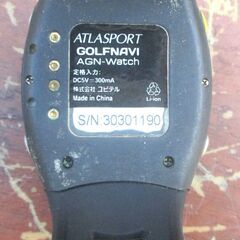 ATLASPORT
GOLFNAVI
AGN-Watch
定格入力:
DC5V⎓300mA
株式会社 ユピテル
Made in China
Li-ion
S/N:30301190